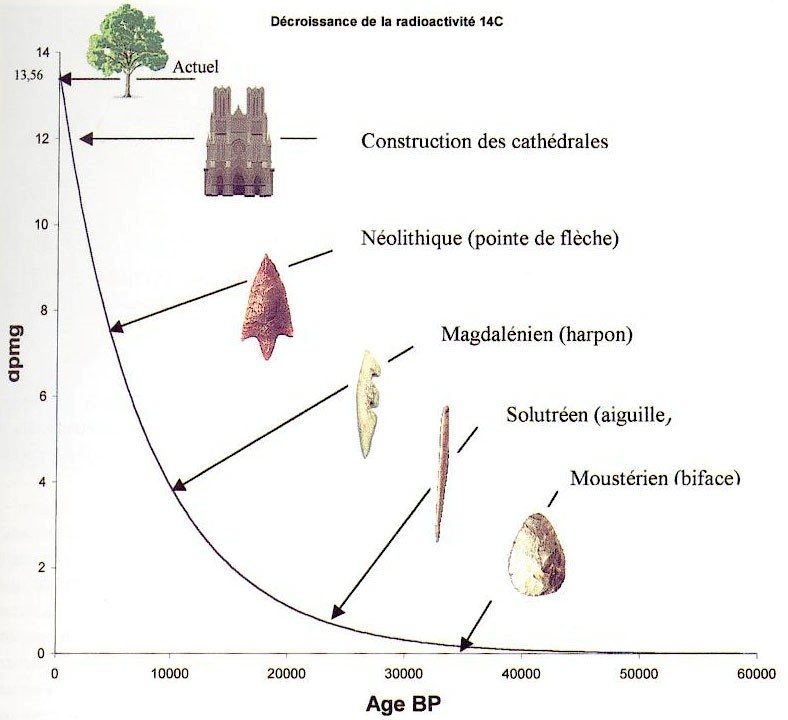 Décroissance de la radioactivité 14C
14
13,56
Actuel
12
Construction des cathédrales
10
Néolithique (pointe de flèche)
8
Magdalénien (harpon)
dpmg
6
Solutréen (aiguille,
4
Moustérien (biface)
2
0
0 10000 20000 30000 40000 50000 60000
Age BP